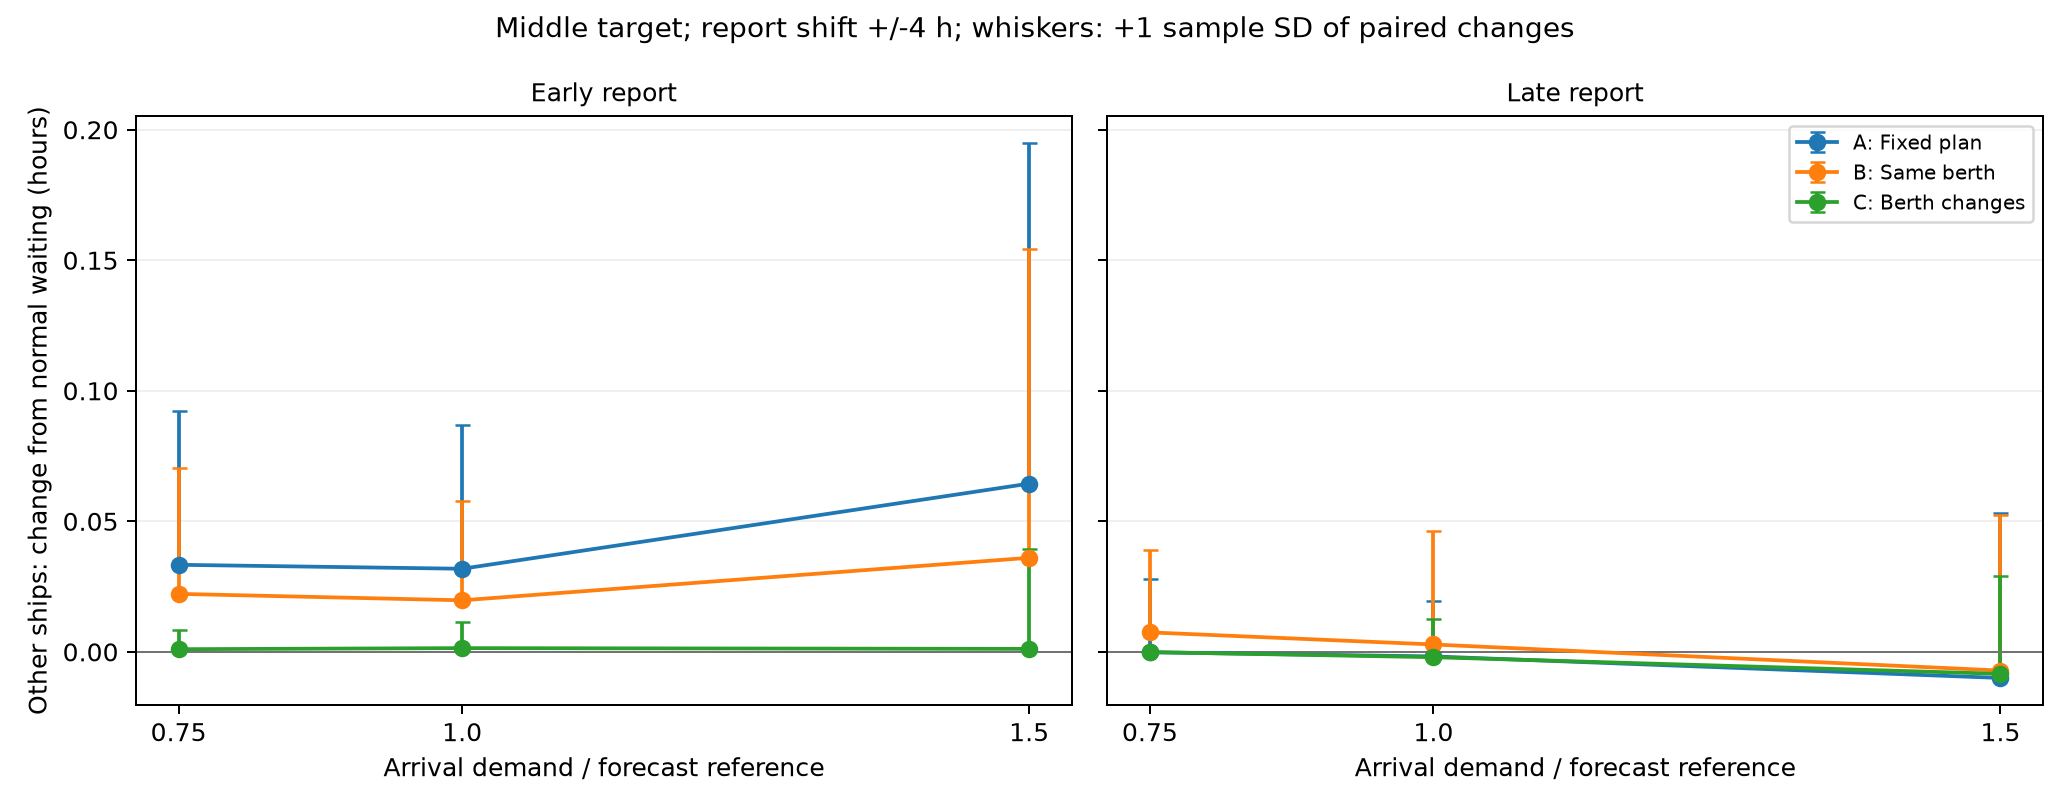 Middle target; report shift +/-4 h; whiskers: +1 sample SD of paired changes
Early report
Late report
Other ships: change from normal waiting (hours)
0.20
0.15
0.10
0.05
0.00
0.75
1.0
1.5
Arrival demand / forecast reference
A: Fixed plan
B: Same berth
C: Berth changes
0.75
1.0
1.5
Arrival demand / forecast reference